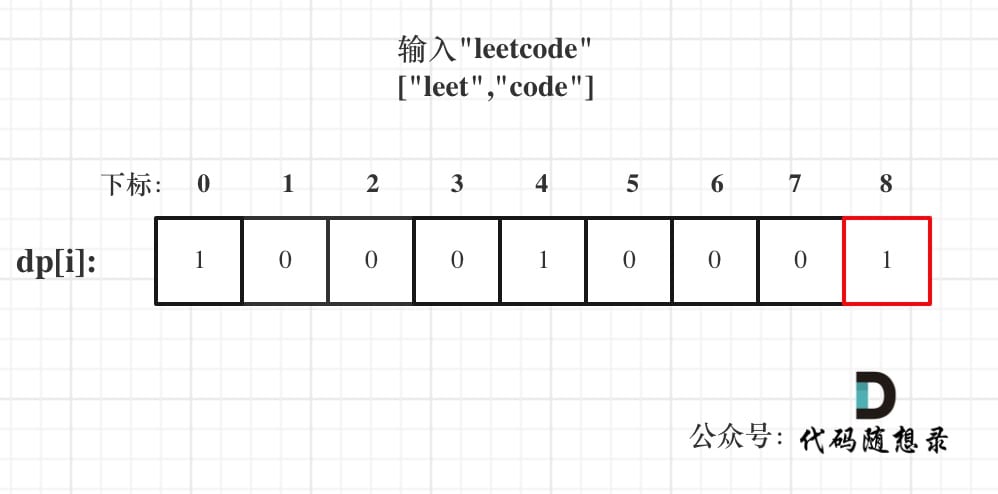 输入"leetcode"
["leet","code"]
下标: 0 1 2 3 4 5 6 7 8
dp[i]: 1 0 0 0 1 0 0 0 1
D
公众号: 代码随想录